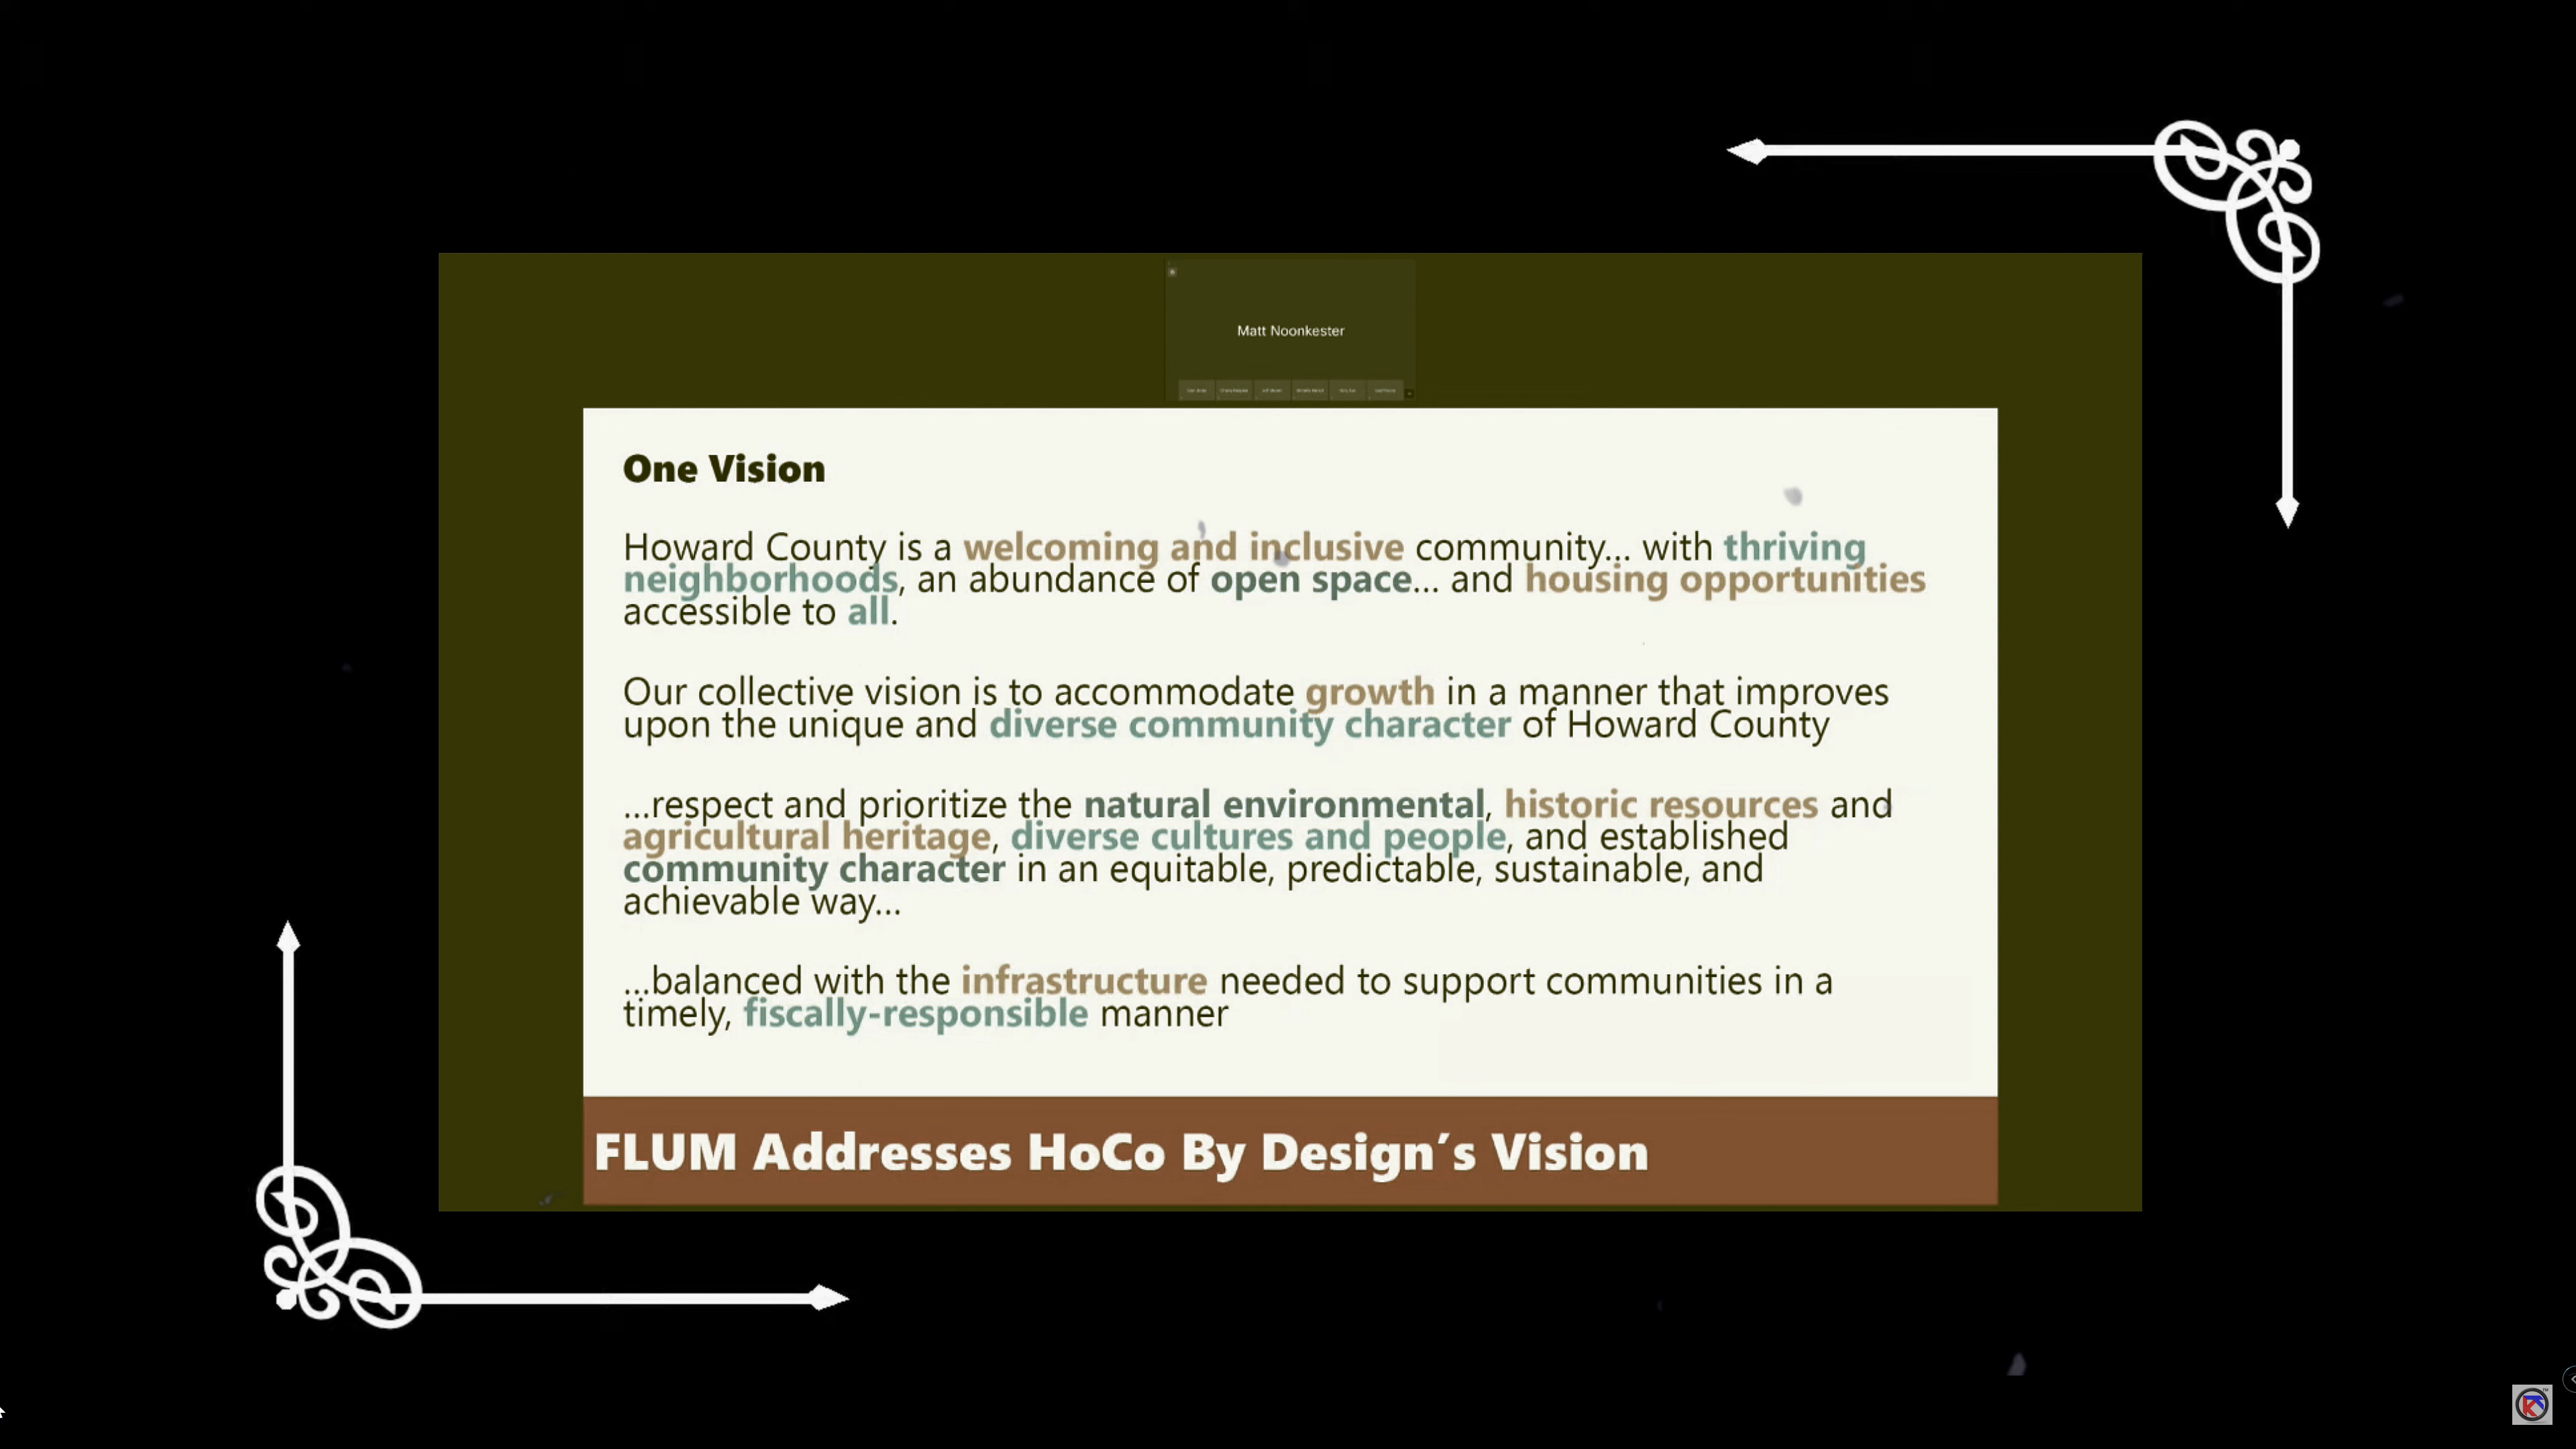 Matt Noonkester
One Vision
Howard County is a welcoming and inclusive community... with thriving
neighborhoods, an abundance of open space... and housing opportunities
accessible to all.
Our collective vision is to accommodate growth in a manner that improves
upon the unique and diverse community character of Howard County
...respect and prioritize the natural environmental, historic resources and
agricultural heritage, diverse cultures and people, and established
community character in an equitable, predictable, sustainable, and
achievable way...
...balanced with the infrastructure needed to support communities in a
timely, fiscally-responsible manner
FLUM Addresses HoCo By Design's Vision